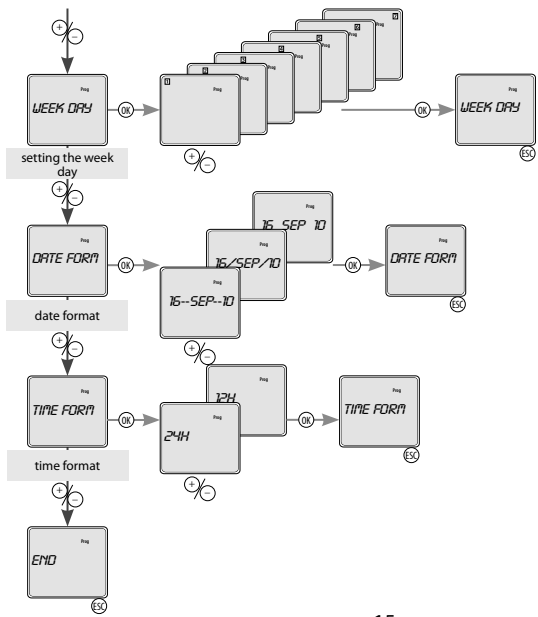 + −
7
6
5
4
3
2
1
Prog
WEEK DAY
OK
Prog
Prog
Prog
OK
Prog
WEEK DAY
ESC
+ −
setting the week
day
+ −
Prog
16 SEP 10
Prog
DATE FORM
OK
Prog
16/SEP/10
Prog
16--SEP--10
OK
Prog
DATE FORM
ESC
date format
+ −
+ −
Prog
TIME FORM
OK
Prog
12H
Prog
24H
OK
Prog
TIME FORM
ESC
time format
+ −
+ −
Prog
END
ESC